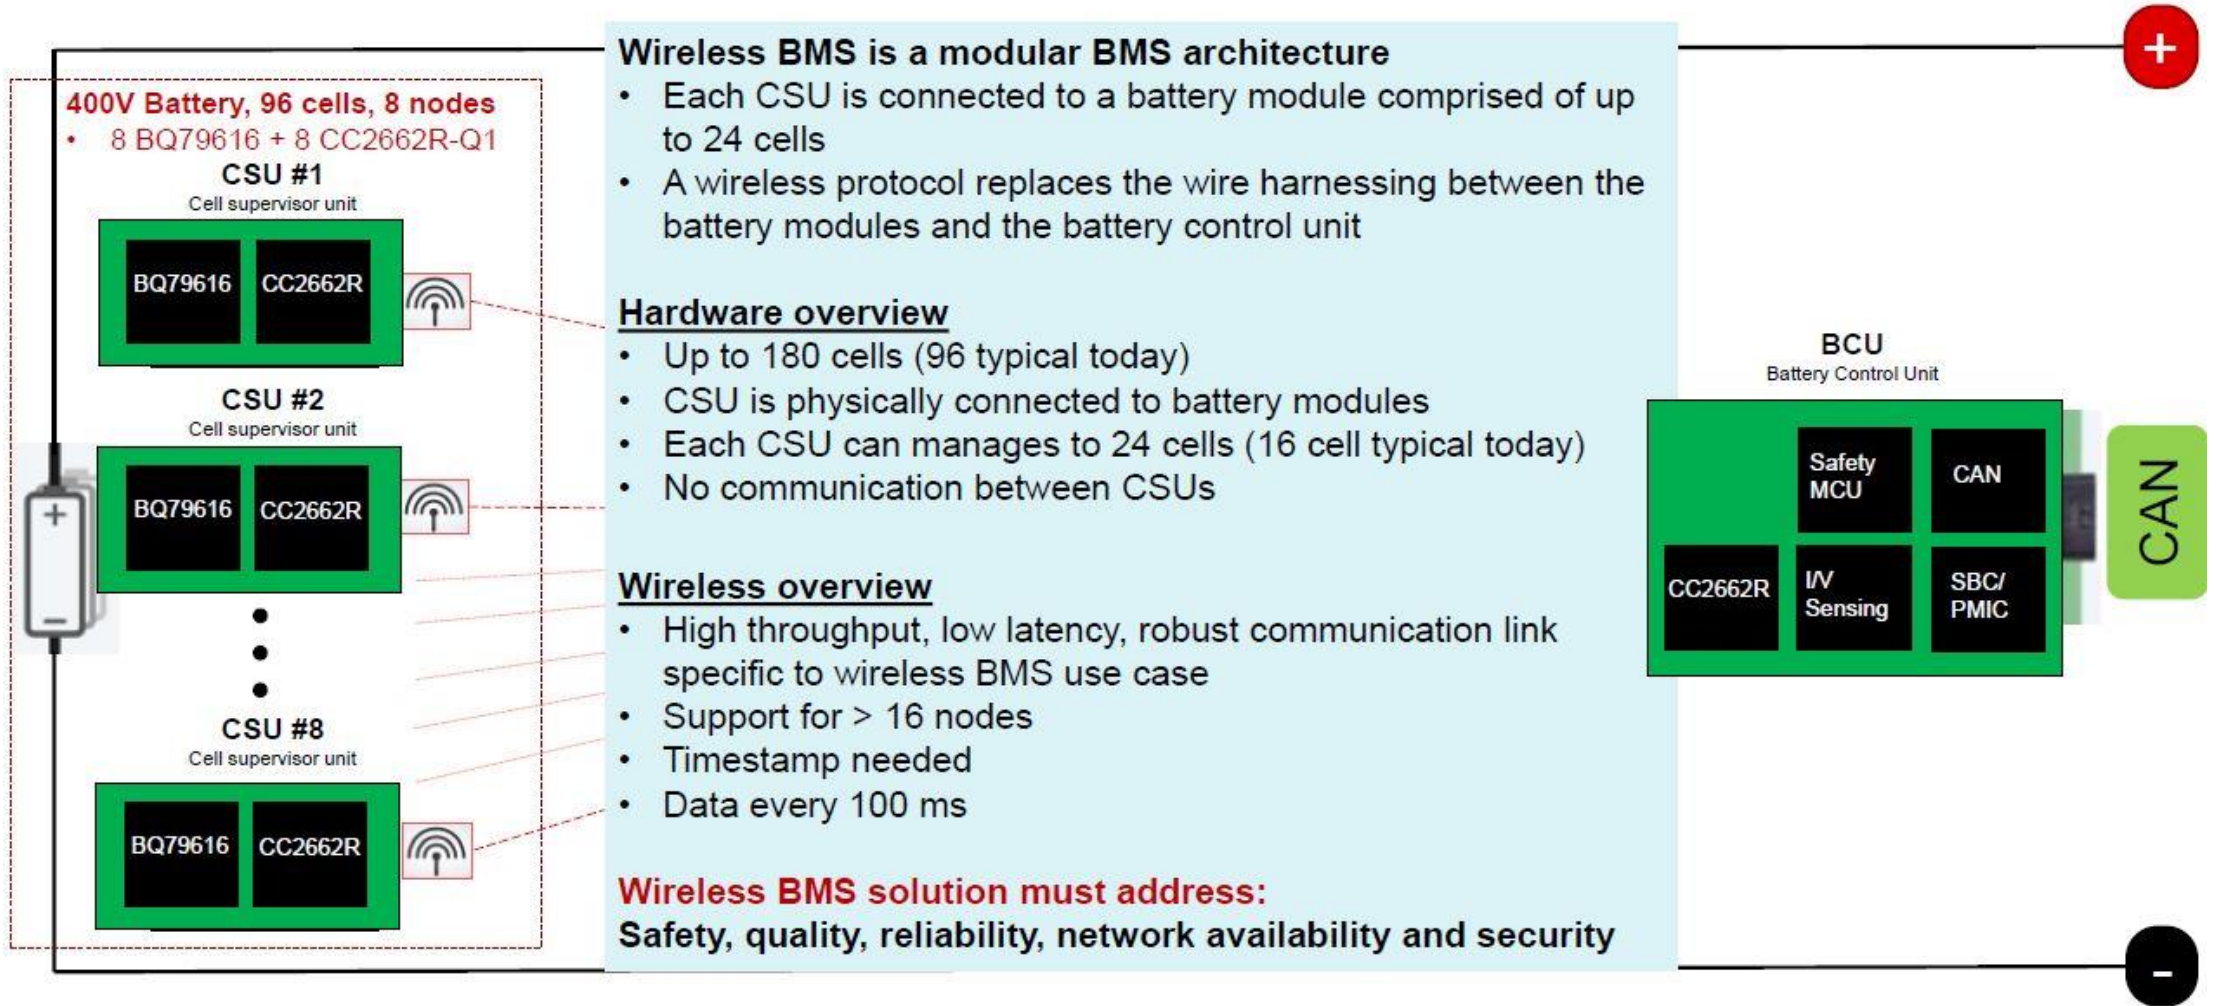 400V Battery, 96 cells, 8 nodes
• 8 BQ79616 + 8 CC2662R-Q1
CSU #1
Cell supervisor unit
BQ79616
CC2662R
CSU #2
Cell supervisor unit
BQ79616
CC2662R
CSU #8
Cell supervisor unit
BQ79616
CC2662R
Wireless BMS is a modular BMS architecture
• Each CSU is connected to a battery module comprised of up
to 24 cells
• A wireless protocol replaces the wire harnessing between the
battery modules and the battery control unit
Hardware overview
• Up to 180 cells (96 typical today)
• CSU is physically connected to battery modules
• Each CSU can manages to 24 cells (16 cell typical today)
• No communication between CSUs
Wireless overview
• High throughput, low latency, robust communication link
specific to wireless BMS use case
• Support for > 16 nodes
• Timestamp needed
• Data every 100 ms
Wireless BMS solution must address:
Safety, quality, reliability, network availability and security
+
BCU
Battery Control Unit
Safety
MCU
CAN
CC2662R
I/V
Sensing
SBC/
PMIC
CAN
-